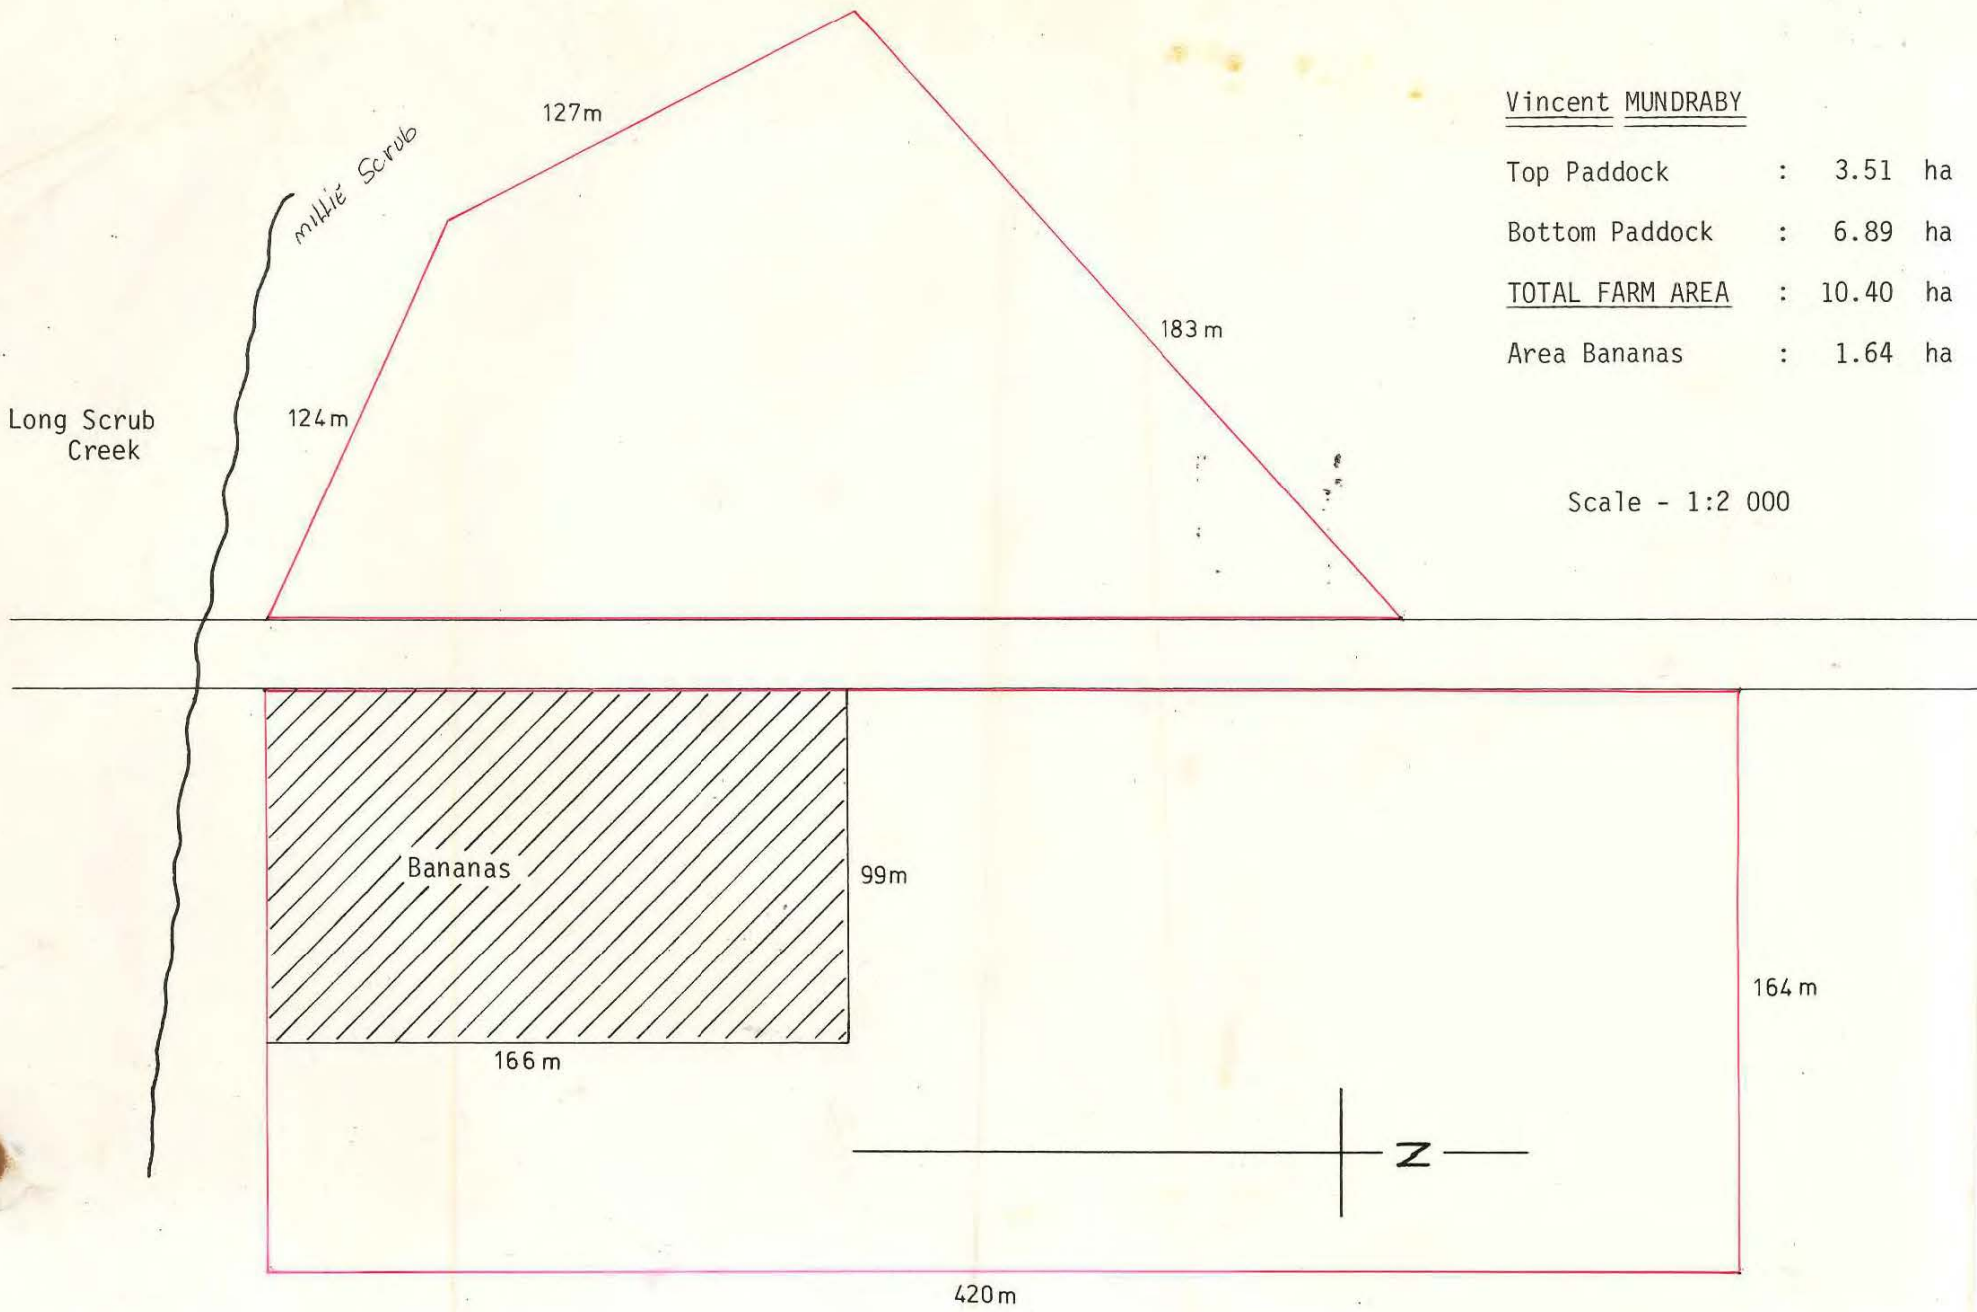 127m
millie Scrub
Vincent MUNDRABY
Top Paddock : 3.51 ha
Bottom Paddock : 6.89 ha
TOTAL FARM AREA : 10.40 ha
Area Bananas : 1.64 ha
183 m
124m
Long Scrub
Creek
Scale - 1:2 000
Bananas
99m
164 m
166 m
N
420m